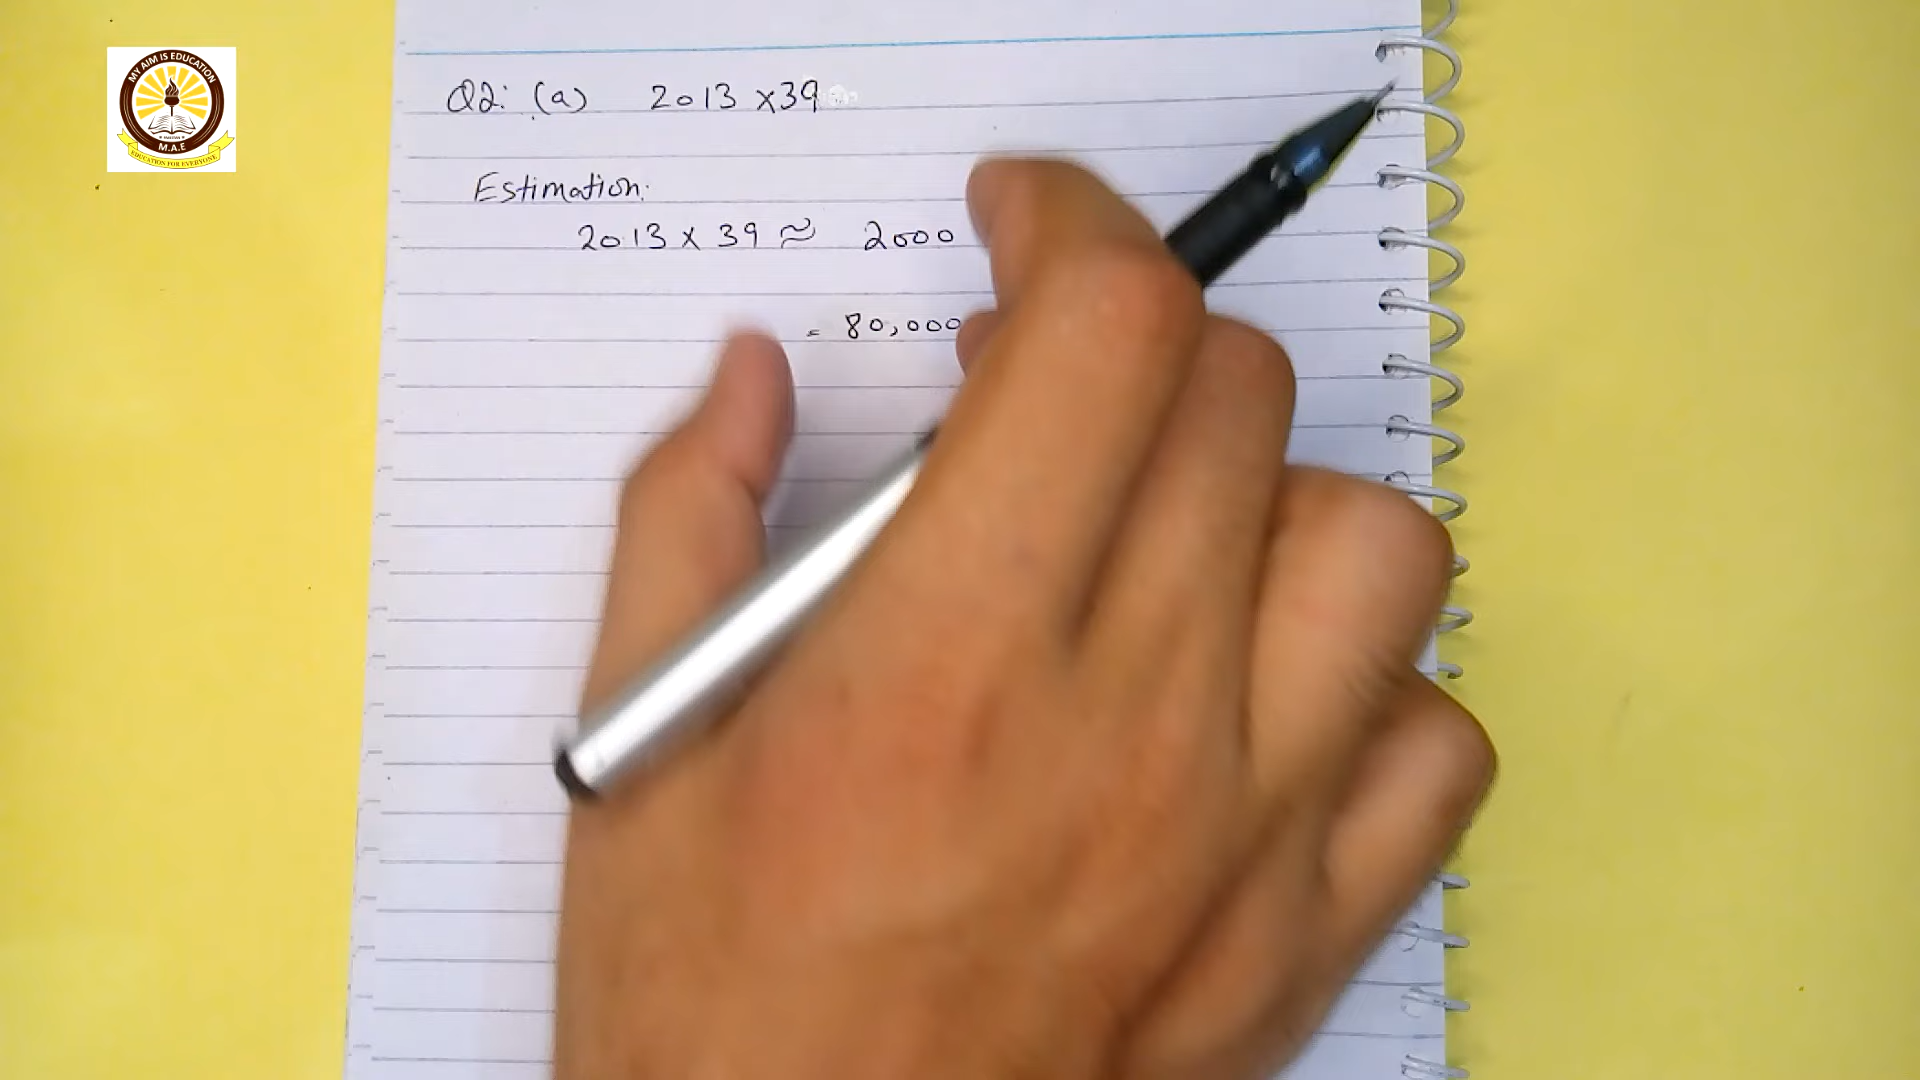 MY AIM IS EDUCATION
M.A.E
EDUCATION FOR EVERYONE
Q2: (a) 2013 × 39
Estimation:
2013 × 39 ≈ 2000
= 80,000